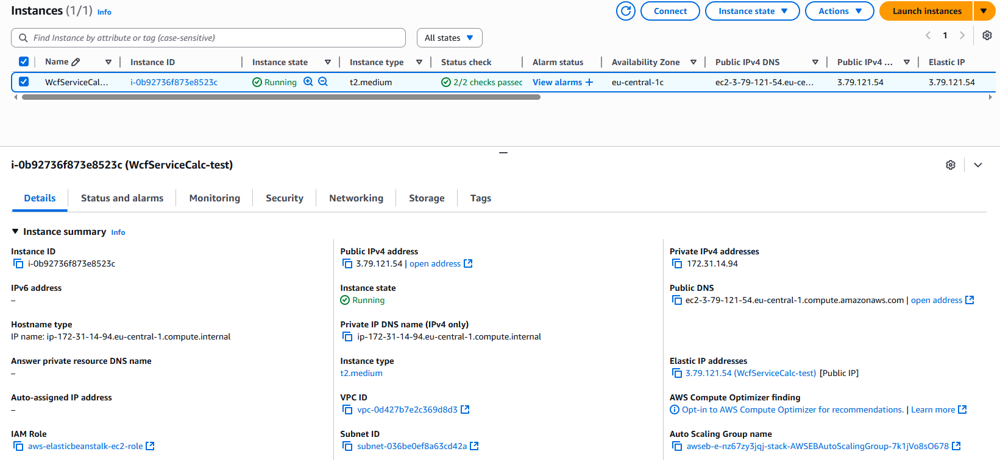 Instances (1/1) Info
Connect
Instance state
Actions
Launch instances
Find Instance by attribute or tag (case-sensitive)
All states
1
Name
Instance ID
Instance state
Instance type
Status check
Alarm status
Availability Zone
Public IPv4 DNS
Public IPv4 ...
Elastic IP
WcfServiceCal...
i-0b92736f873e8523c
Running
t2.medium
2/2 checks passec
View alarms +
eu-central-1c
ec2-3-79-121-54.eu-ce...
3.79.121.54
3.79.121.54
i-0b92736f873e8523c (WcfServiceCalc-test)
Details
Status and alarms
Monitoring
Security
Networking
Storage
Tags
Instance summary Info
Instance ID
i-0b92736f873e8523c
Public IPv4 address
3.79.121.54 | open address
Private IPv4 addresses
172.31.14.94
IPv6 address
–
Instance state
Running
Public DNS
ec2-3-79-121-54.eu-central-1.compute.amazonaws.com | open address
Hostname type
IP name: ip-172-31-14-94.eu-central-1.compute.internal
Private IP DNS name (IPv4 only)
ip-172-31-14-94.eu-central-1.compute.internal
Answer private resource DNS name
–
Instance type
t2.medium
Elastic IP addresses
3.79.121.54 (WcfServiceCalc-test) [Public IP]
Auto-assigned IP address
–
VPC ID
vpc-0d427b7e2c369d8d3
AWS Compute Optimizer finding
Opt-in to AWS Compute Optimizer for recommendations. | Learn more
IAM Role
aws-elasticbeanstalk-ec2-role
Subnet ID
subnet-036be0ef8a63cd42a
Auto Scaling Group name
awseb-e-nz67zy3jqj-stack-AWSEBAutoScalingGroup-7k1jVo8sO678